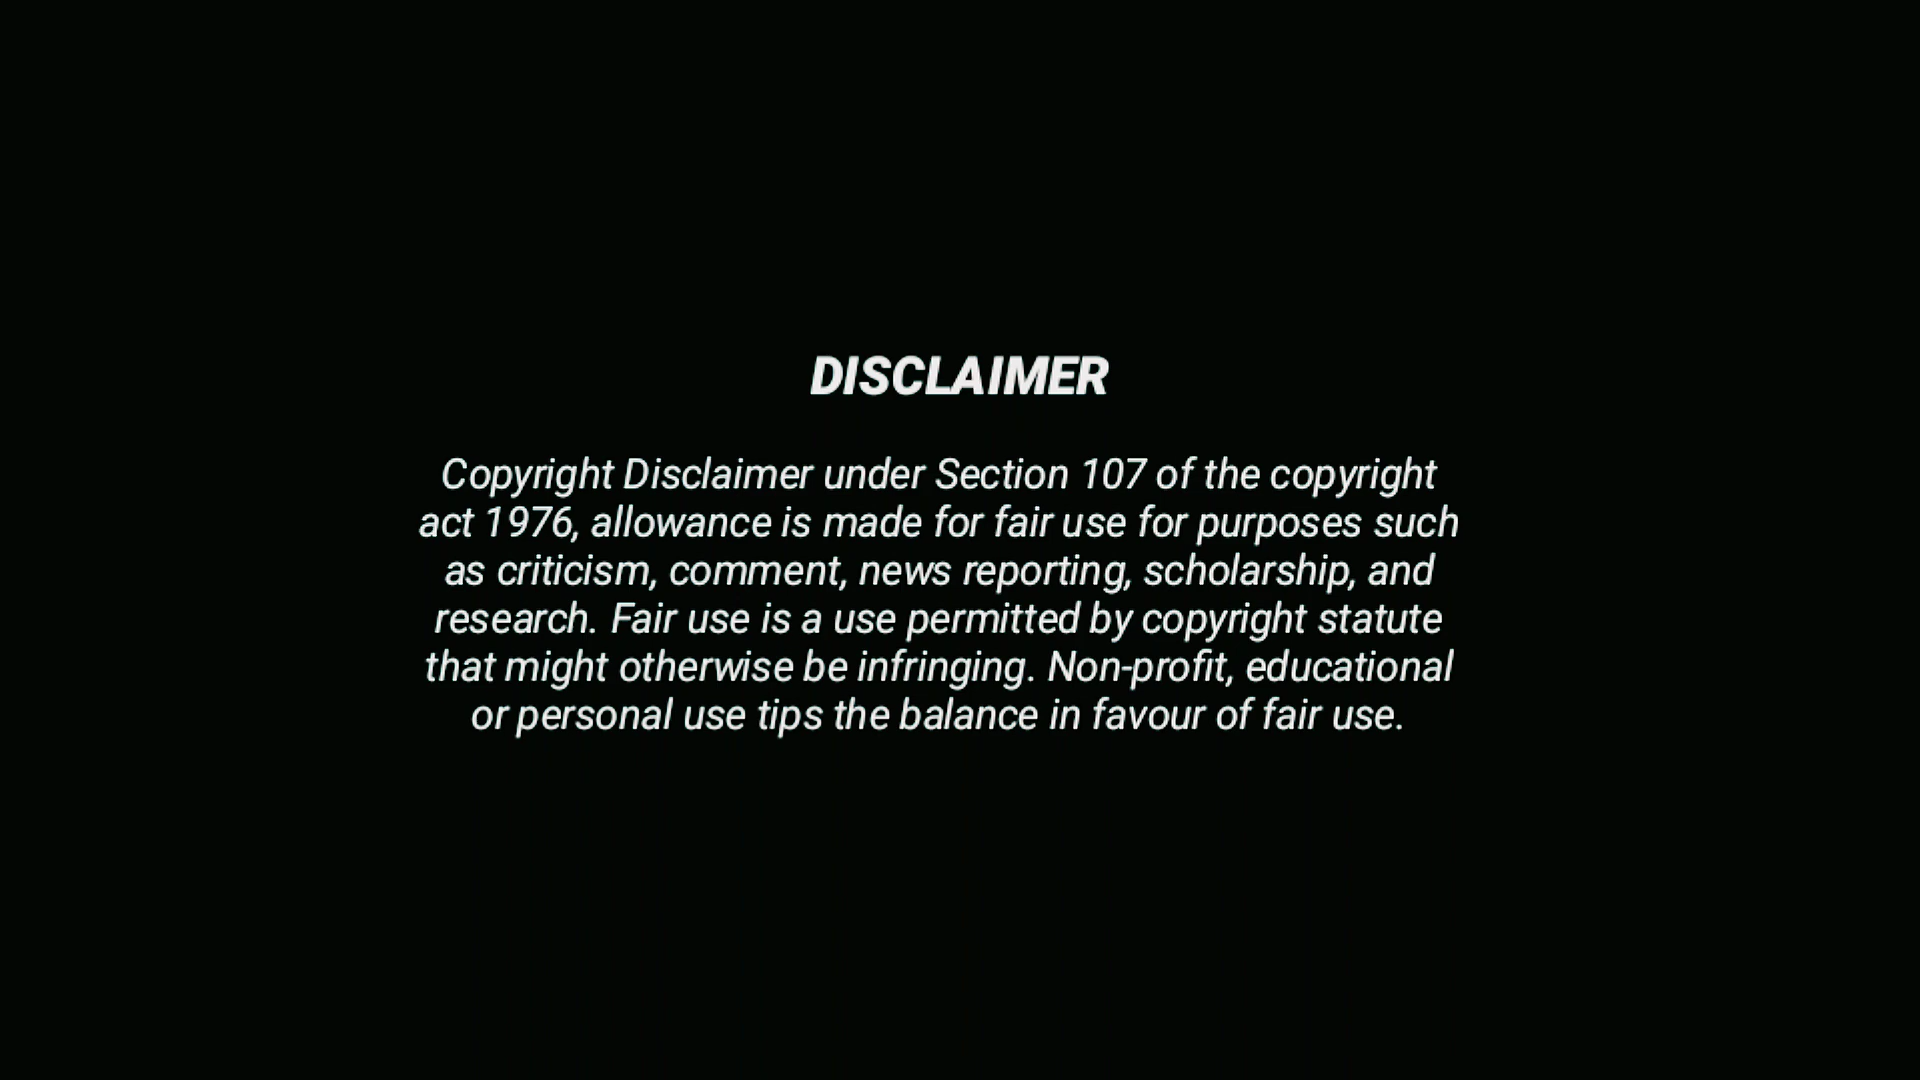 DISCLAIMER
Copyright Disclaimer under Section 107 of the copyright
act 1976, allowance is made for fair use for purposes such
as criticism, comment, news reporting, scholarship, and
research. Fair use is a use permitted by copyright statute
that might otherwise be infringing. Non-profit, educational
or personal use tips the balance in favour of fair use.